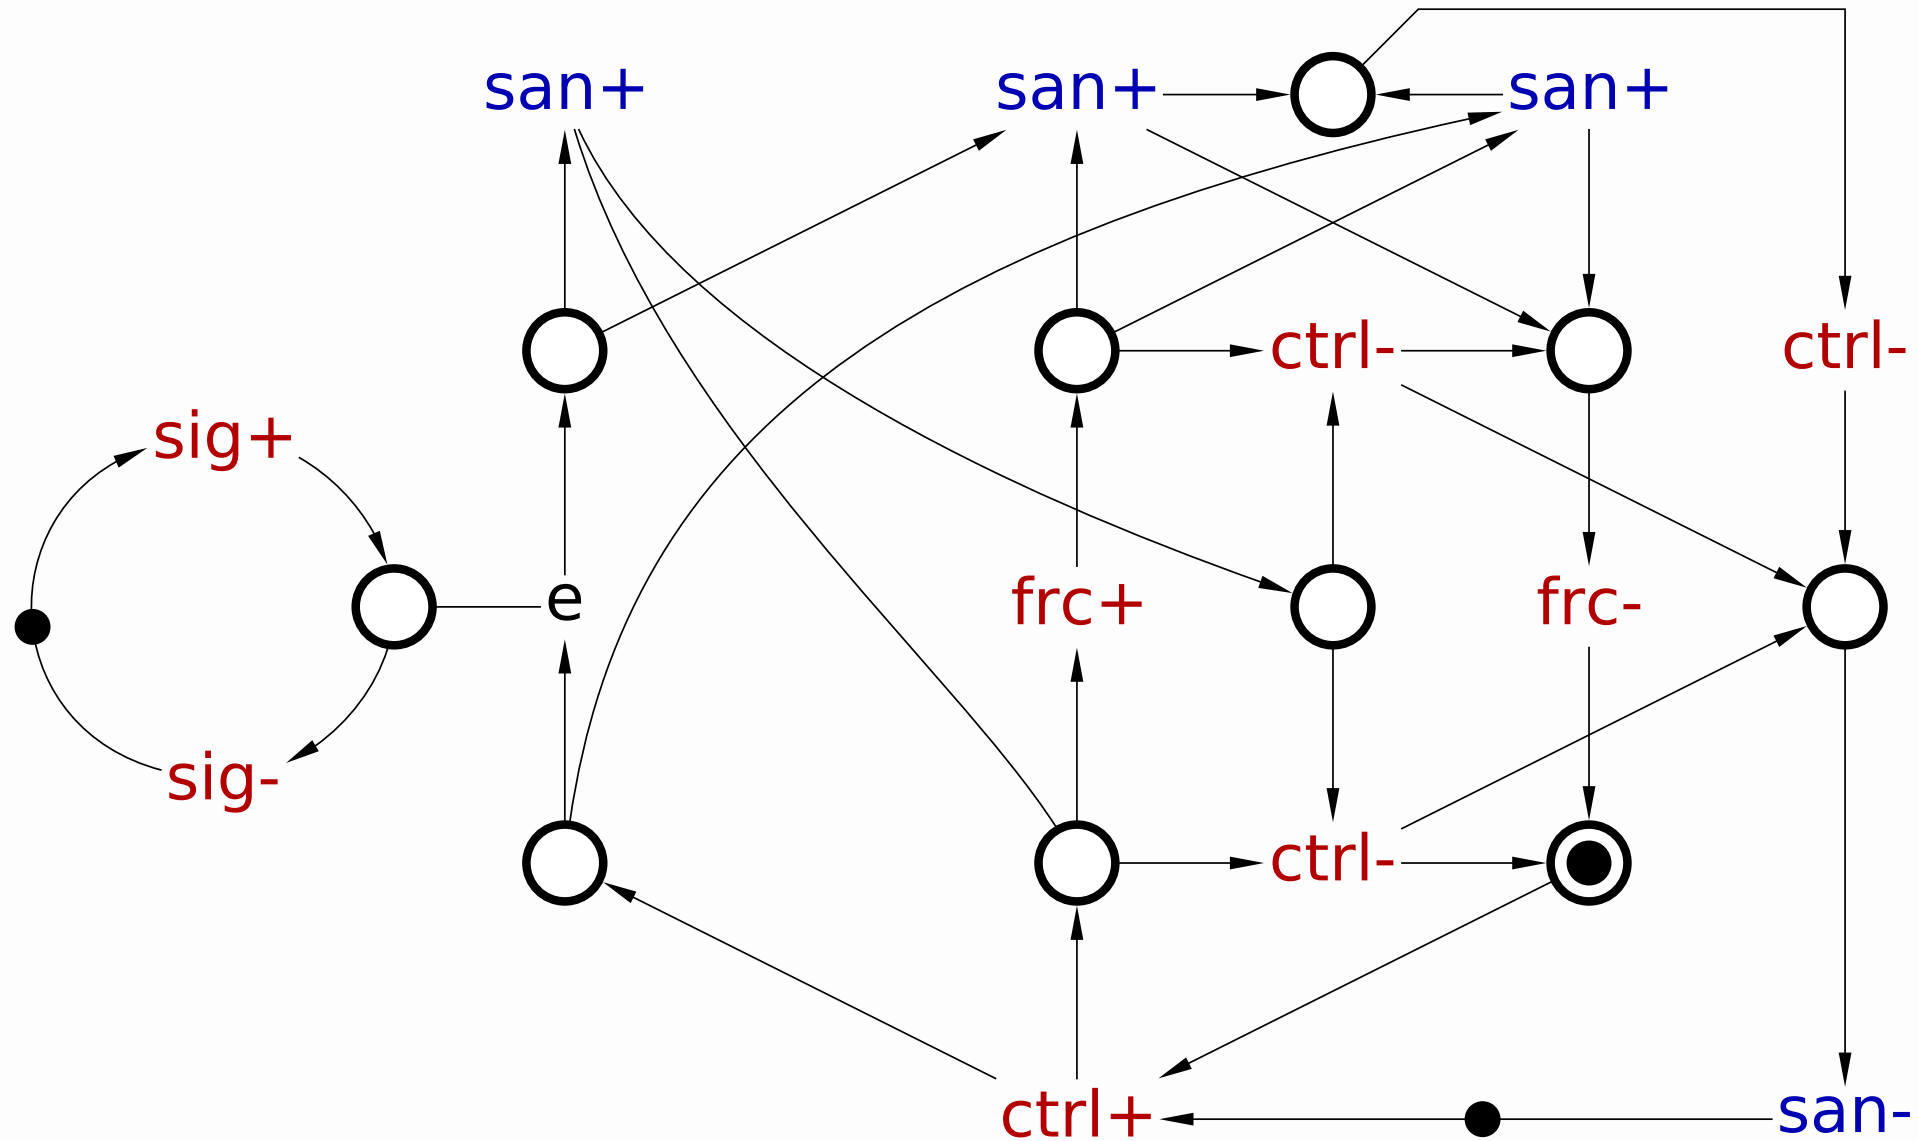 san+ san+ san+
ctrl- ctrl-
sig+
e frc+ frc-
sig-
ctrl-
ctrl+ san-